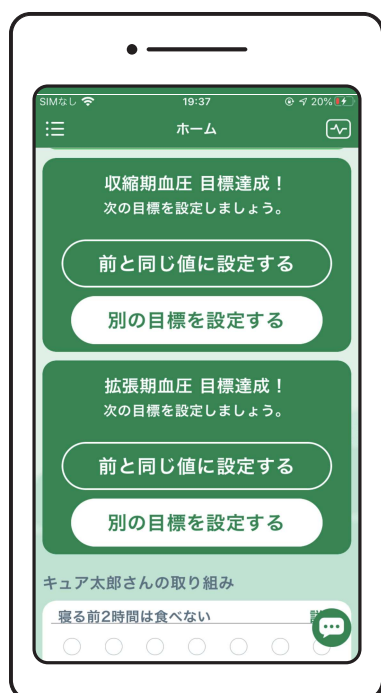 SIMなし 19:37 20%
ホーム
収縮期血圧 目標達成！
次の目標を設定しましょう。
前と同じ値に設定する
別の目標を設定する
拡張期血圧 目標達成！
次の目標を設定しましょう。
前と同じ値に設定する
別の目標を設定する
キュア太郎さんの取り組み
寝る前2時間は食べない